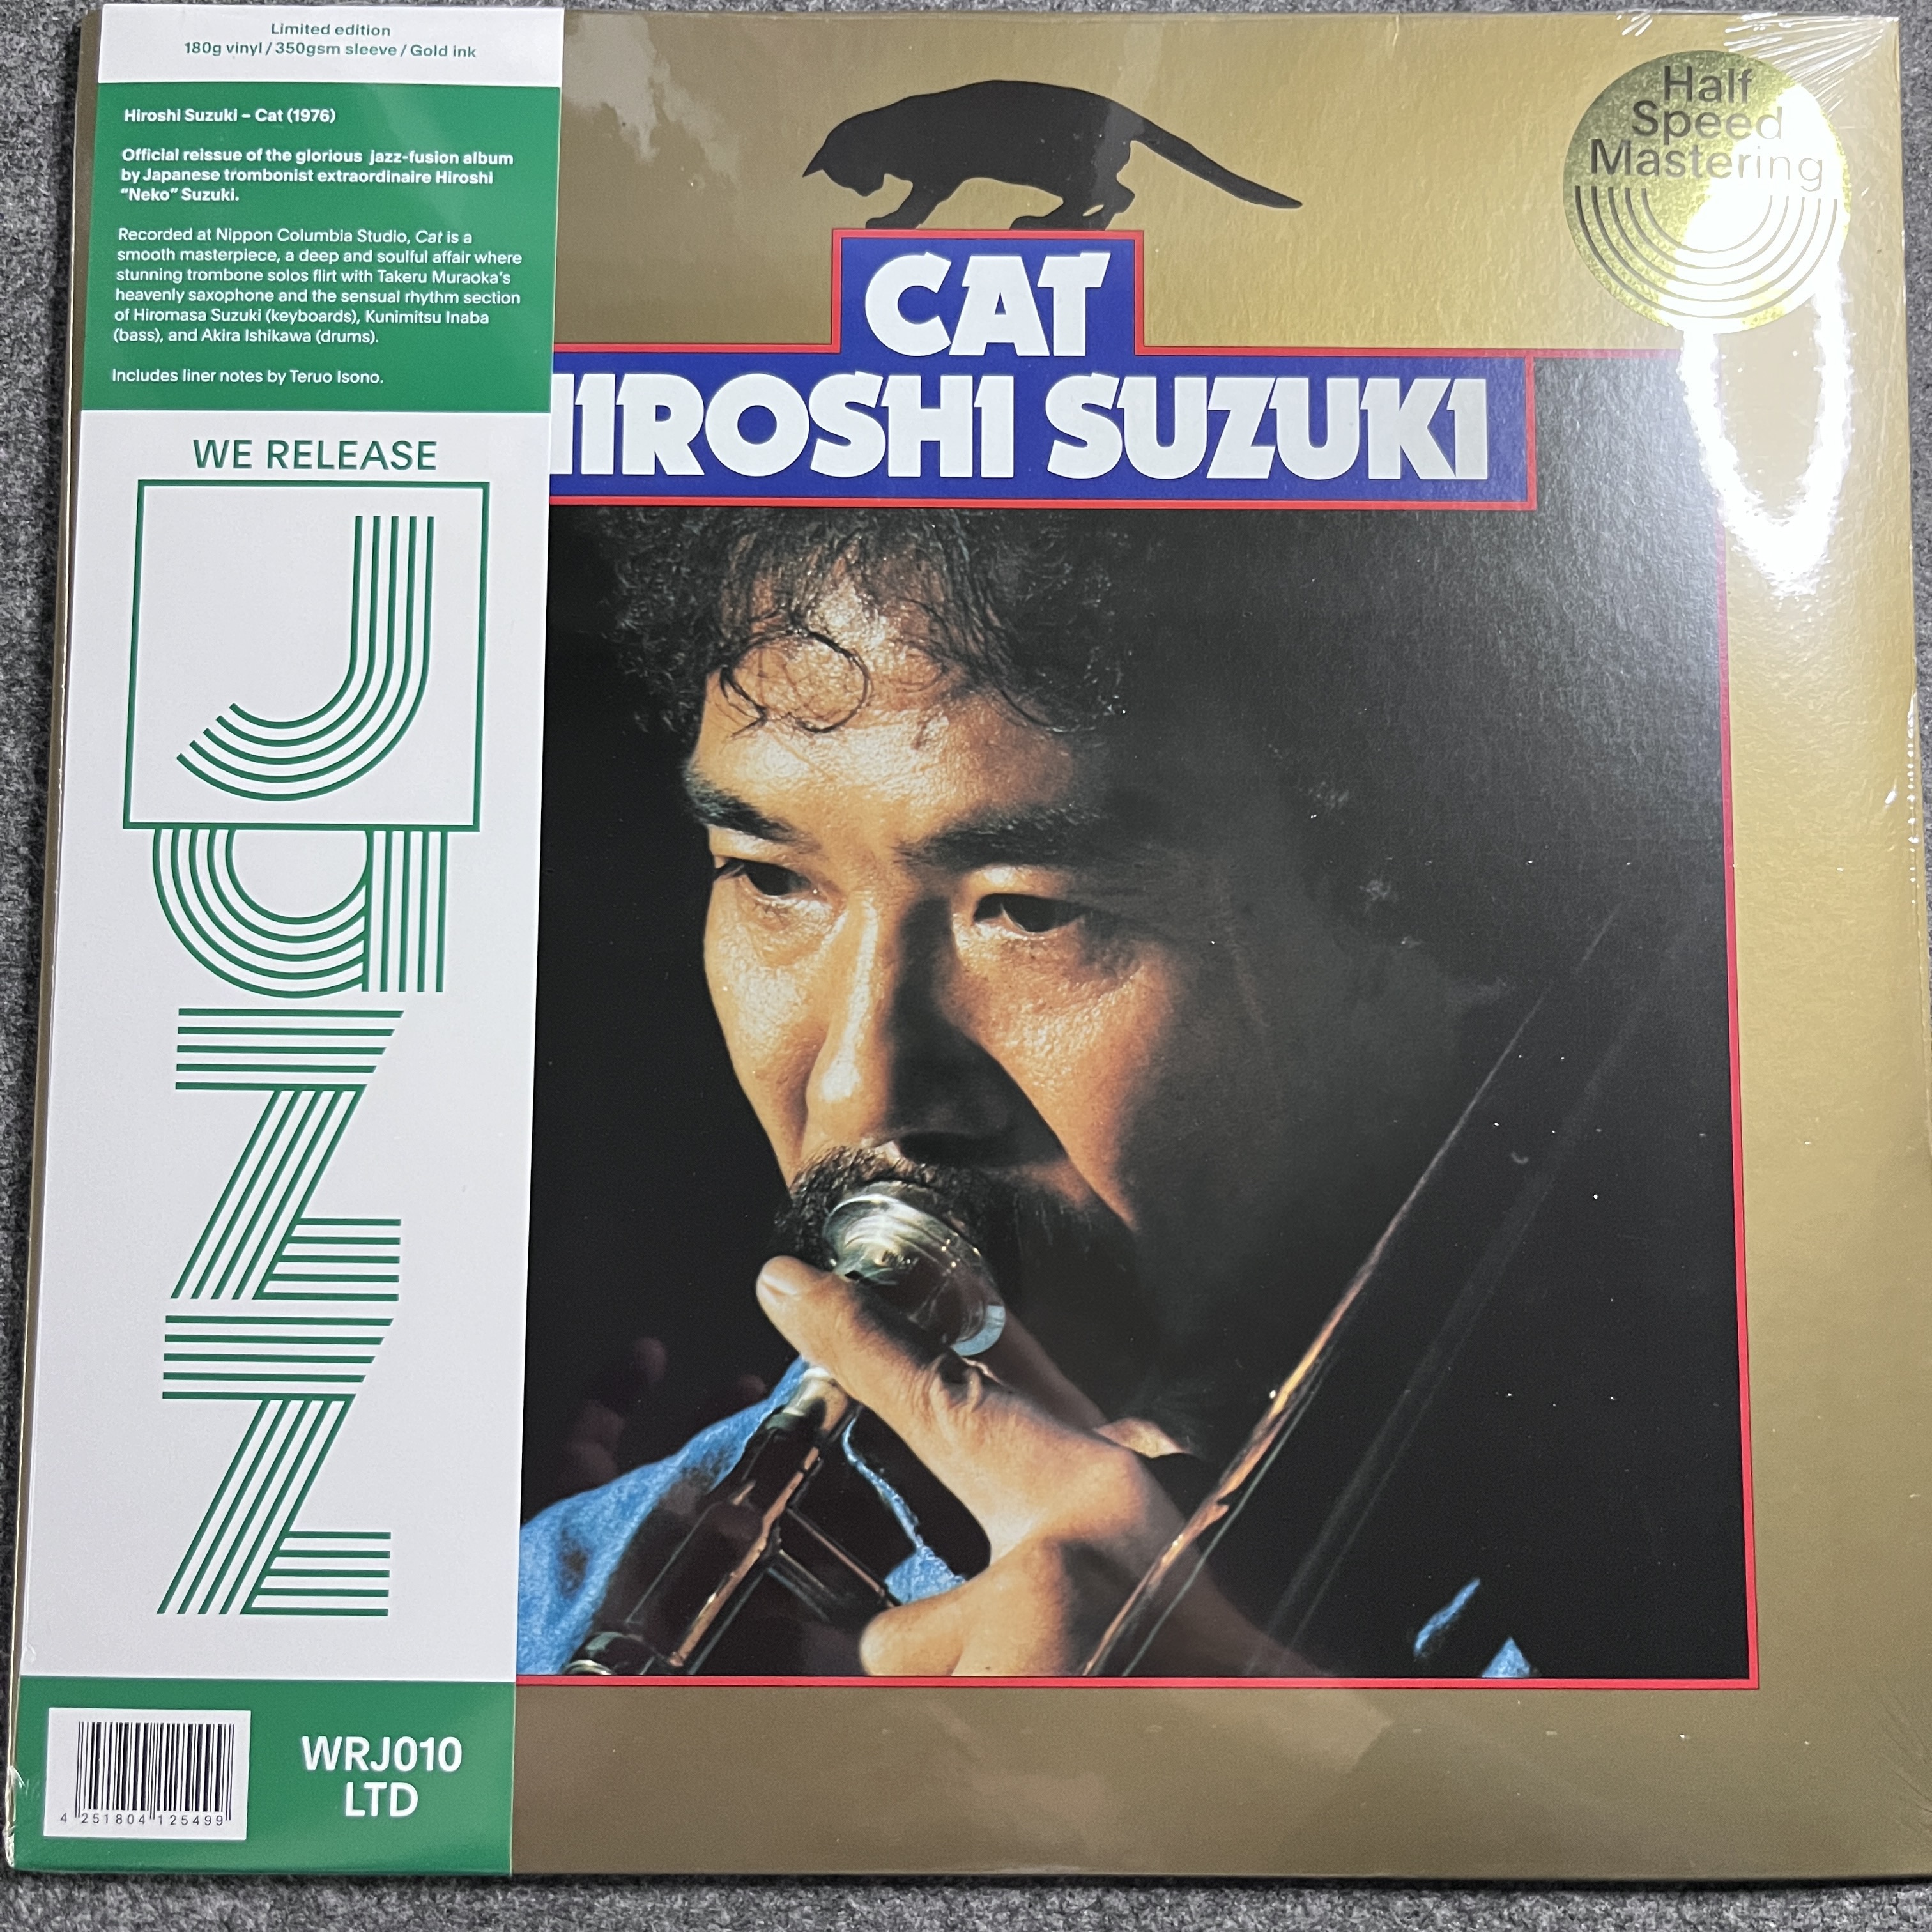 Limited edition
180g vinyl / 350gsm sleeve / Gold ink
Hiroshi Suzuki – Cat (1976)
Official reissue of the glorious jazz-fusion album
by Japanese trombonist extraordinaire Hiroshi
“Neko” Suzuki.
Recorded at Nippon Columbia Studio, Cat is a
smooth masterpiece, a deep and soulful affair where
stunning trombone solos flirt with Takeru Muraoka’s
heavenly saxophone and the sensual rhythm section
of Hiromasa Suzuki (keyboards), Kunimitsu Inaba
(bass), and Akira Ishikawa (drums).
Includes liner notes by Teruo Isono.
WE RELEASE
Jazz
4 251804 125499
WRJ010
LTD
CAT
HIROSHI SUZUKI
Half
Speed
Mastering